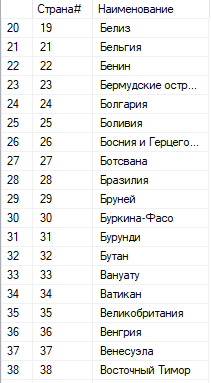 Страна# Наименование
20 19 Белиз
21 21 Бельгия
22 22 Бенин
23 23 Бермудские остр...
24 24 Болгария
25 25 Боливия
26 26 Босния и Герцего...
27 27 Ботсвана
28 28 Бразилия
29 29 Бруней
30 30 Буркина-Фасо
31 31 Бурунди
32 32 Бутан
33 33 Вануату
34 34 Ватикан
35 35 Великобритания
36 36 Венгрия
37 37 Венесуэла
38 38 Восточный Тимор